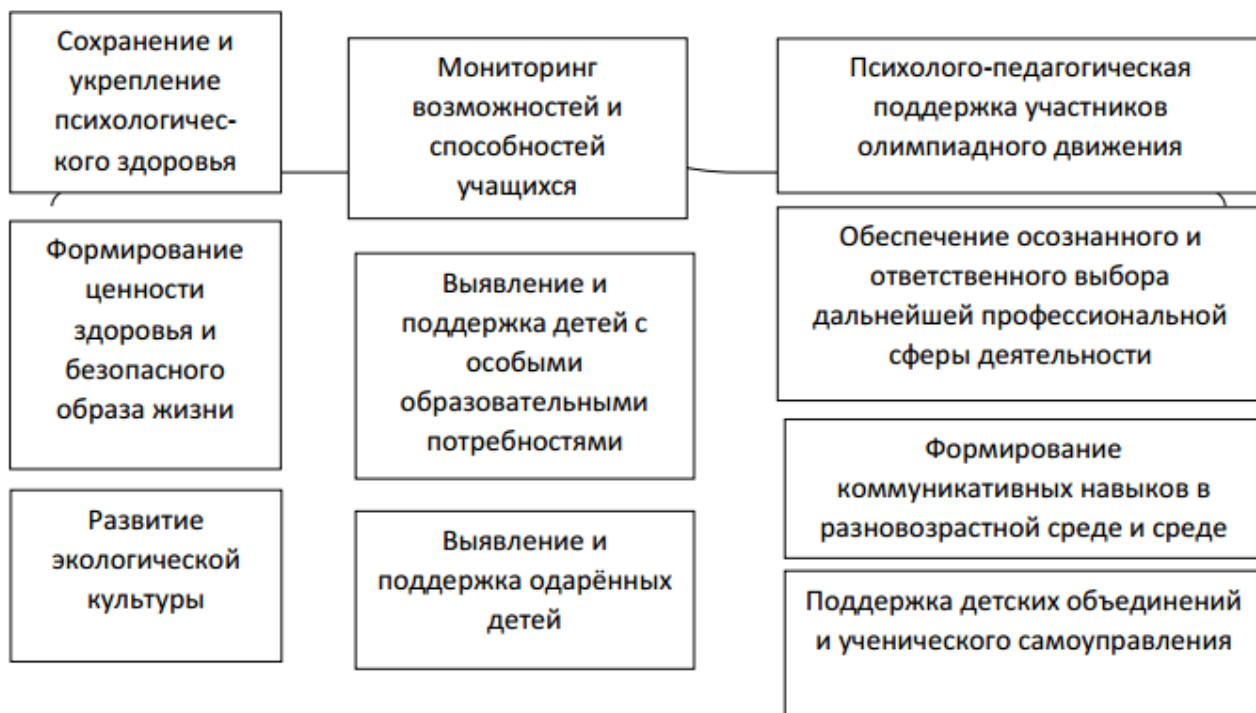 Сохранение и
укрепление
психологичес-
кого здоровья
Формирование
ценности
здоровья и
безопасного
образа жизни
Развитие
экологической
культуры
Мониторинг
возможностей и
способностей
учащихся
Выявление и
поддержка детей с
особыми
образовательными
потребностями
Выявление и
поддержка одарённых
детей
Психолого-педагогическая
поддержка участников
олимпиадного движения
Обеспечение осознанного и
ответственного выбора
дальнейшей профессиональной
сферы деятельности
Формирование
коммуникативных навыков в
разновозрастной среде и среде
Поддержка детских объединений
и ученического самоуправления